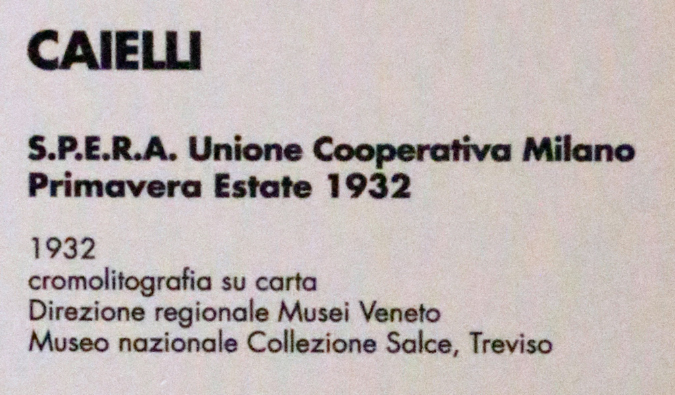 CAIELLI
S.P.E.R.A. Unione Cooperativa Milano
Primavera Estate 1932
1932
cromolitografia su carta
Direzione regionale Musei Veneto
Museo nazionale Collezione Salce, Treviso